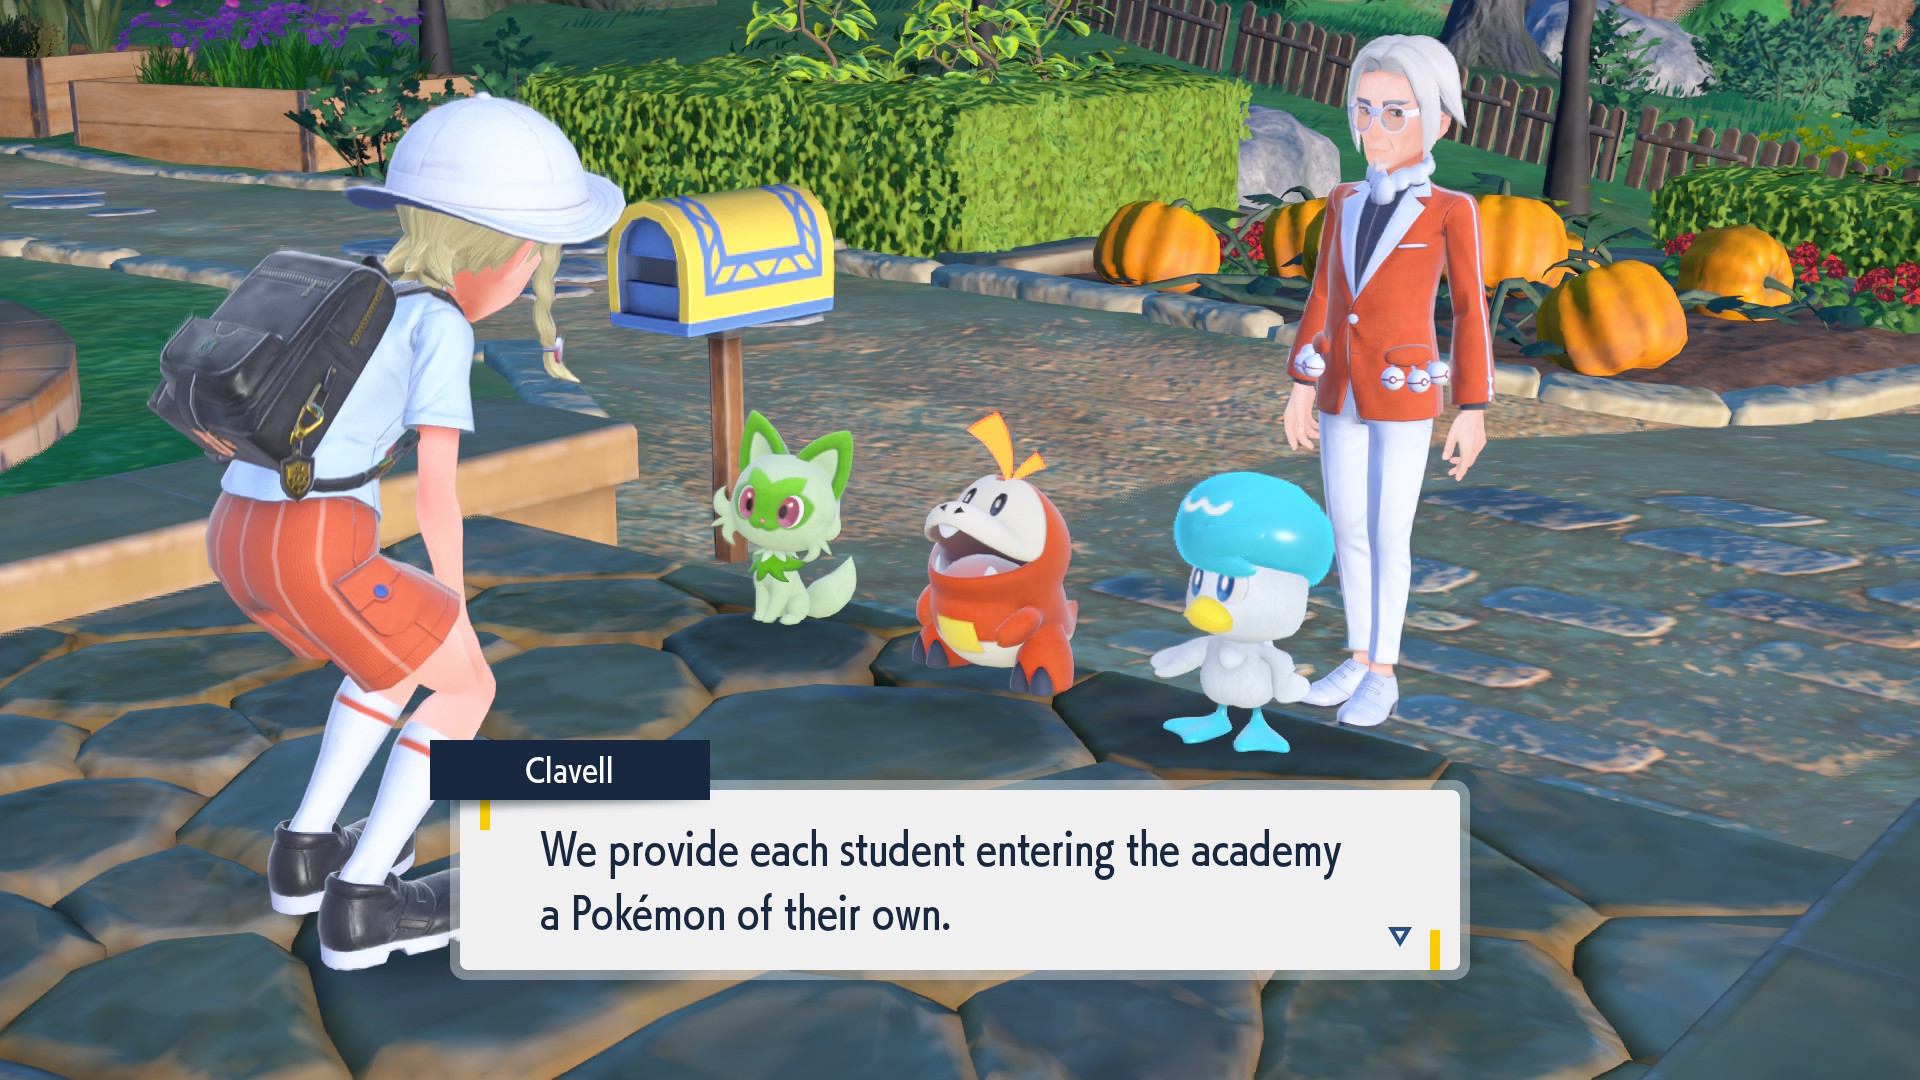 Clavell
We provide each student entering the academy
a Pokémon of their own.